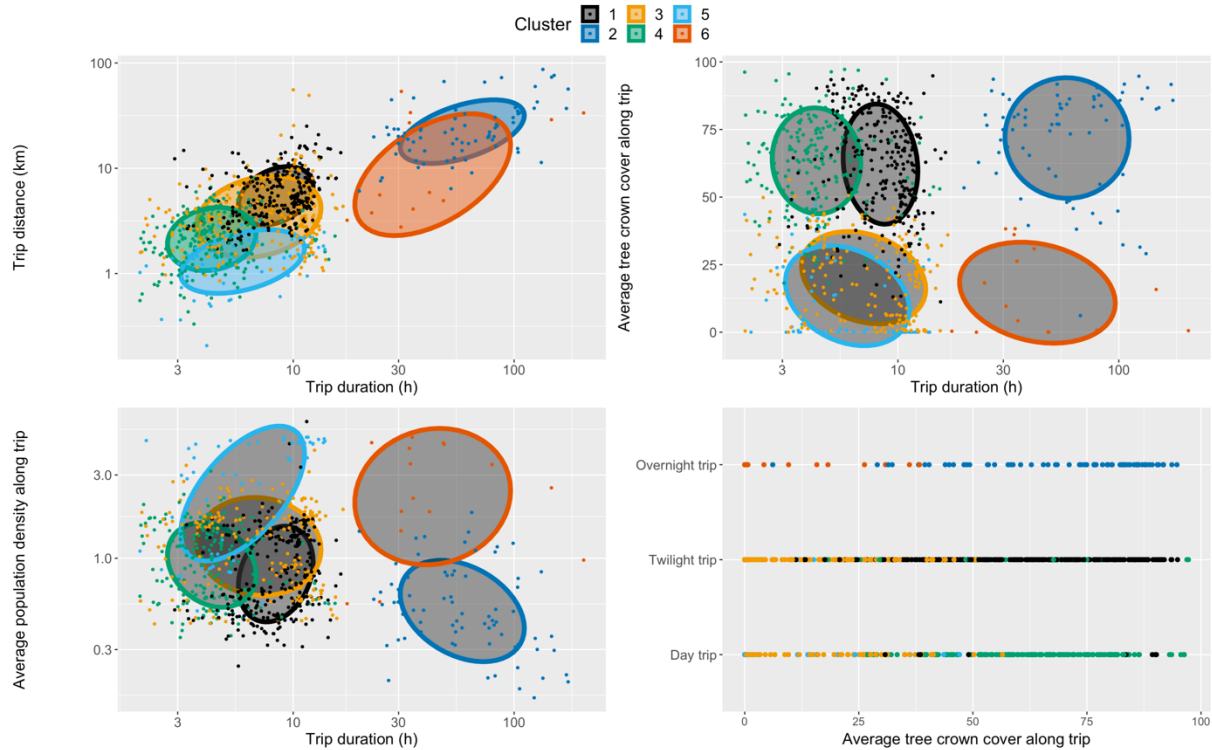 Cluster 1 3 5
2 4 6
Trip distance (km)
100
10
1
3 10 30 100
Trip duration (h)
Average tree crown cover along trip
100
75
50
25
0
3 10 30 100
Trip duration (h)
Average population density along trip
3.0
1.0
0.3
3 10 30 100
Trip duration (h)
Overnight trip
Twilight trip
Day trip
0 25 50 75 100
Average tree crown cover along trip